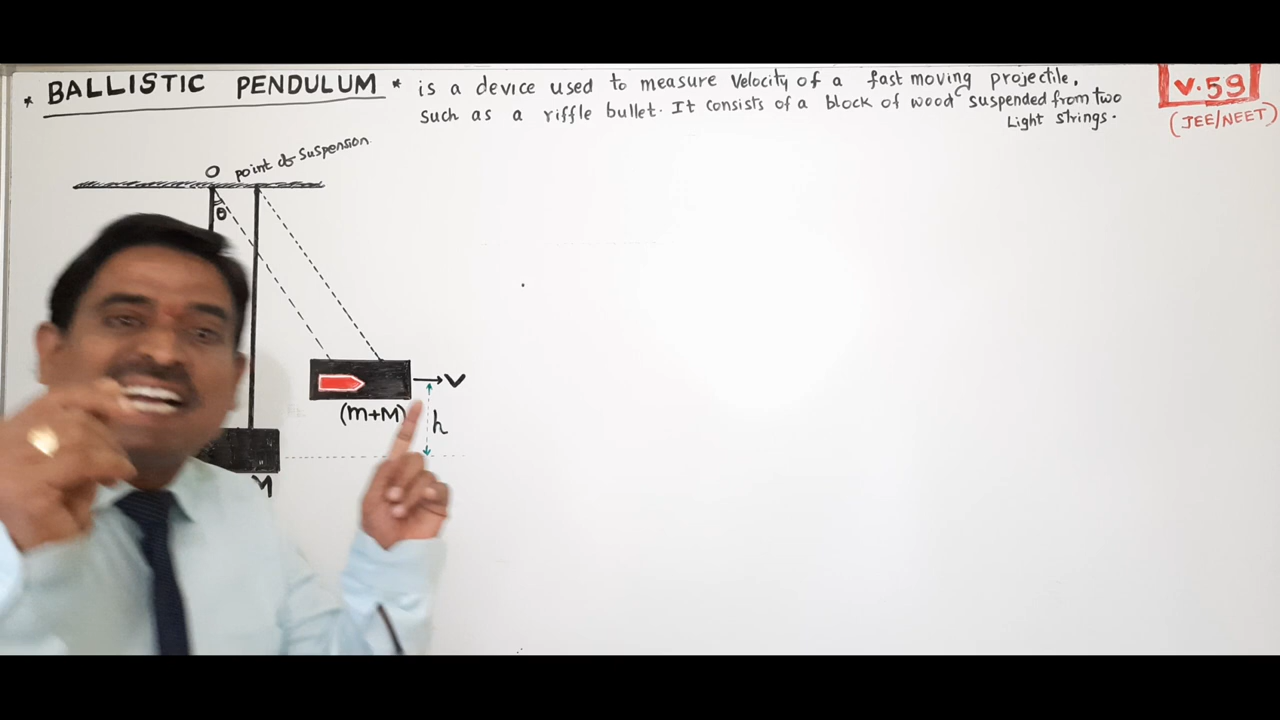 * BALLISTIC PENDULUM * is a device used to measure Velocity of a fast moving projectile,
such as a riffle bullet. It consists of a block of wood suspended from two
Light strings.
V.59
(JEE/NEET)
O point of suspension
θ
V
(m+M)
h
M